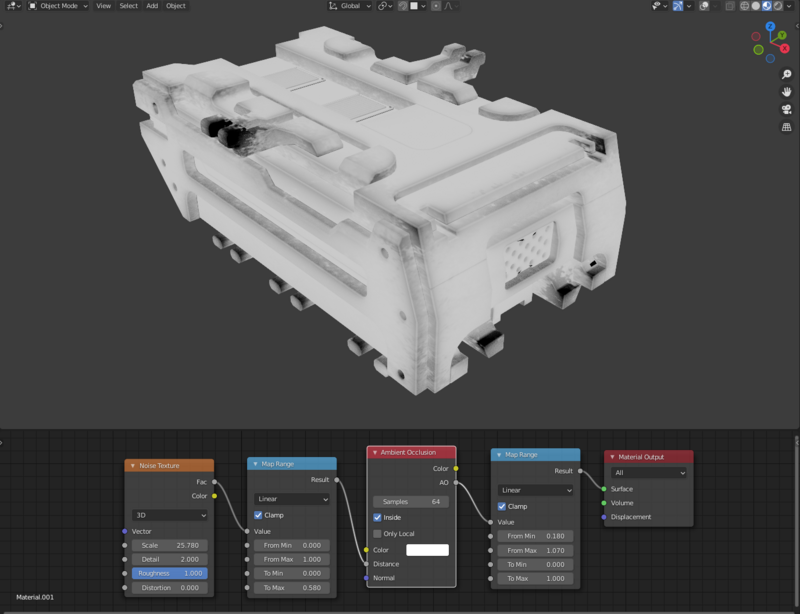 Object Mode View Select Add Object Global
Z
Y
X
Noise Texture
Fac
Color
3D
Vector
Scale 25.780
Detail 2.000
Roughness 1.000
Distortion 0.000
Map Range
Result
Linear
Clamp
Value
From Min 0.000
From Max 1.000
To Min 0.000
To Max 0.580
Ambient Occlusion
Color
AO
Samples 64
Inside
Only Local
Color
Distance
Normal
Map Range
Result
Linear
Clamp
Value
From Min 0.180
From Max 1.070
To Min 0.000
To Max 1.000
Material Output
All
Surface
Volume
Displacement
Material.001